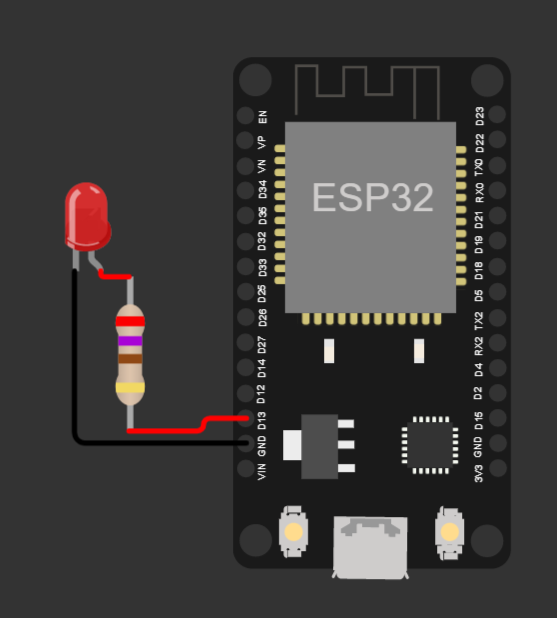 ESP32
EN
VP
VN
D34
D35
D32
D33
D25
D26
D27
D14
D12
D13
GND
VIN
D23
D22
TX0
RX0
D21
D19
D18
D5
TX2
RX2
D4
D2
D15
GND
3V3